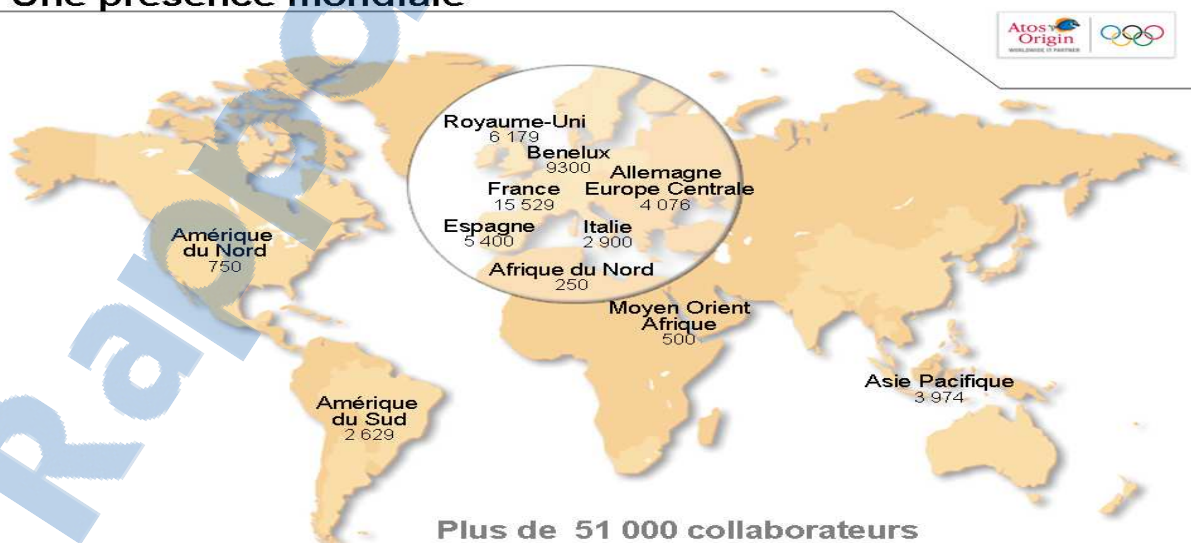 Une présence mondiale
Atos
Origin
WORLDWIDE IT PARTNER
Royaume-Uni
6 179
Benelux
9300
Allemagne
Europe Centrale
4 076
France
15 529
Espagne
5 400
Italie
2 900
Afrique du Nord
250
Amérique
du Nord
750
Moyen Orient
Afrique
500
Asie Pacifique
3 974
Amérique
du Sud
2 629
Plus de 51 000 collaborateurs
Rappo